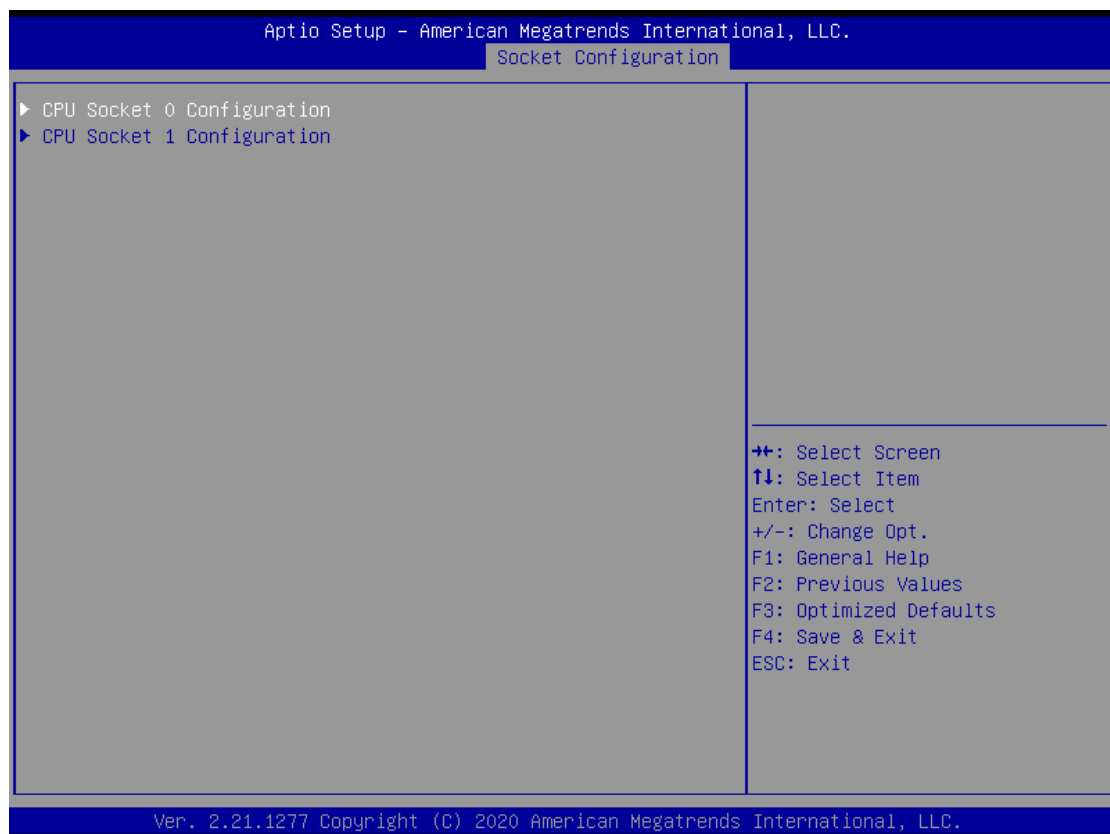 Aptio Setup – American Megatrends International, LLC.
Socket Configuration
▶ CPU Socket 0 Configuration
▶ CPU Socket 1 Configuration
→←: Select Screen
↑↓: Select Item
Enter: Select
+/-: Change Opt.
F1: General Help
F2: Previous Values
F3: Optimized Defaults
F4: Save & Exit
ESC: Exit
Ver. 2.21.1277 Copyright (C) 2020 American Megatrends International, LLC.